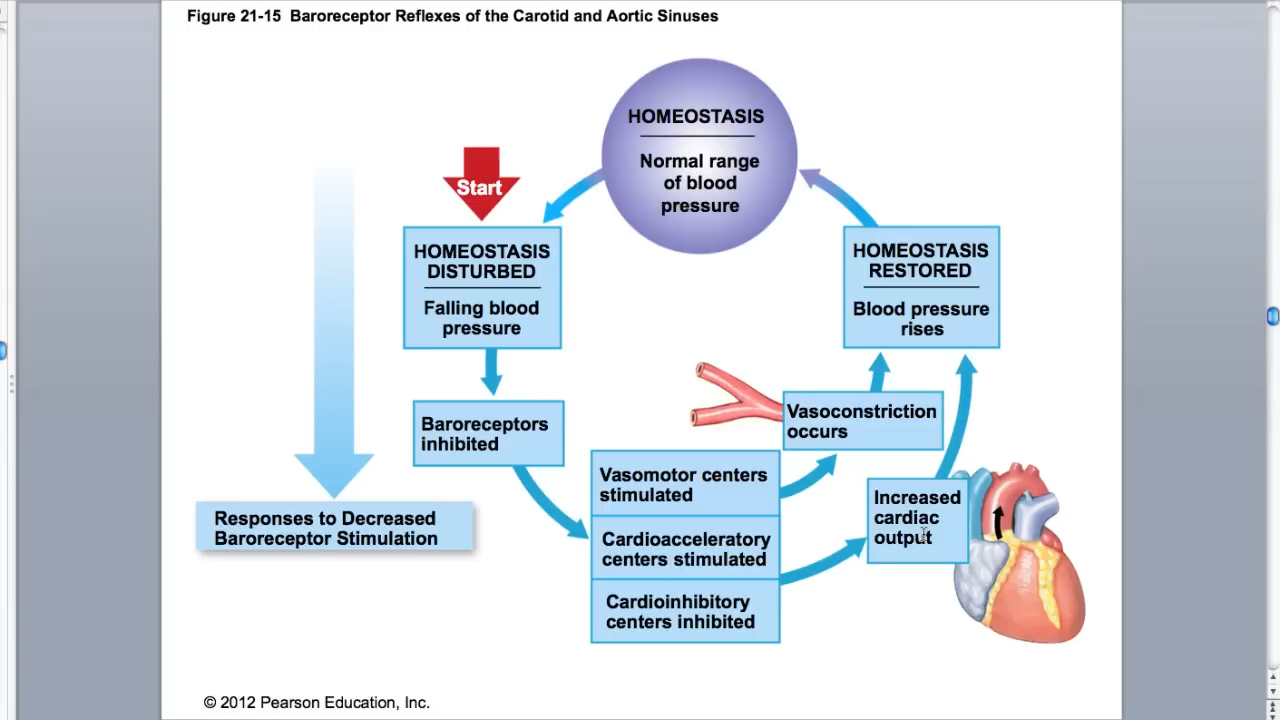 Figure 21-15 Baroreceptor Reflexes of the Carotid and Aortic Sinuses
HOMEOSTASIS
Normal range
of blood
pressure
Start
HOMEOSTASIS
DISTURBED
Falling blood
pressure
HOMEOSTASIS
RESTORED
Blood pressure
rises
Baroreceptors
inhibited
Vasoconstriction
occurs
Vasomotor centers
stimulated
Cardioacceleratory
centers stimulated
Cardioinhibitory
centers inhibited
Increased
cardiac
output
Responses to Decreased
Baroreceptor Stimulation
© 2012 Pearson Education, Inc.